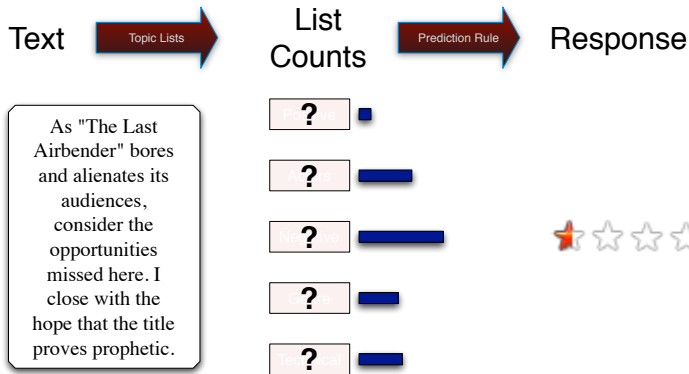 Text
Topic Lists
List
Counts
Prediction Rule
Response
As "The Last
Airbender" bores
and alienates its
audiences,
consider the
opportunities
missed here. I
close with the
hope that the title
proves prophetic.
?
?
?
?
?